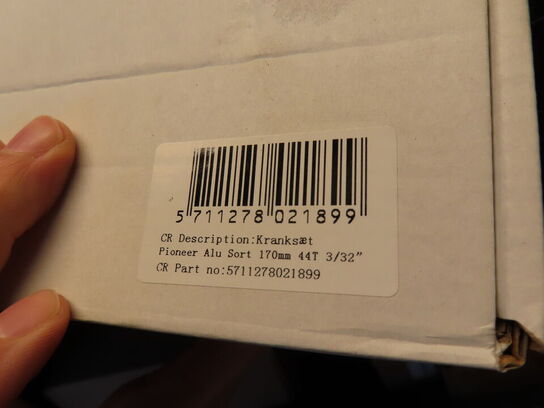 5 711278 021899
CR Description:Kranksæt
Pioneer Alu Sort 170mm 44T 3/32”
CR Part no:5711278021899